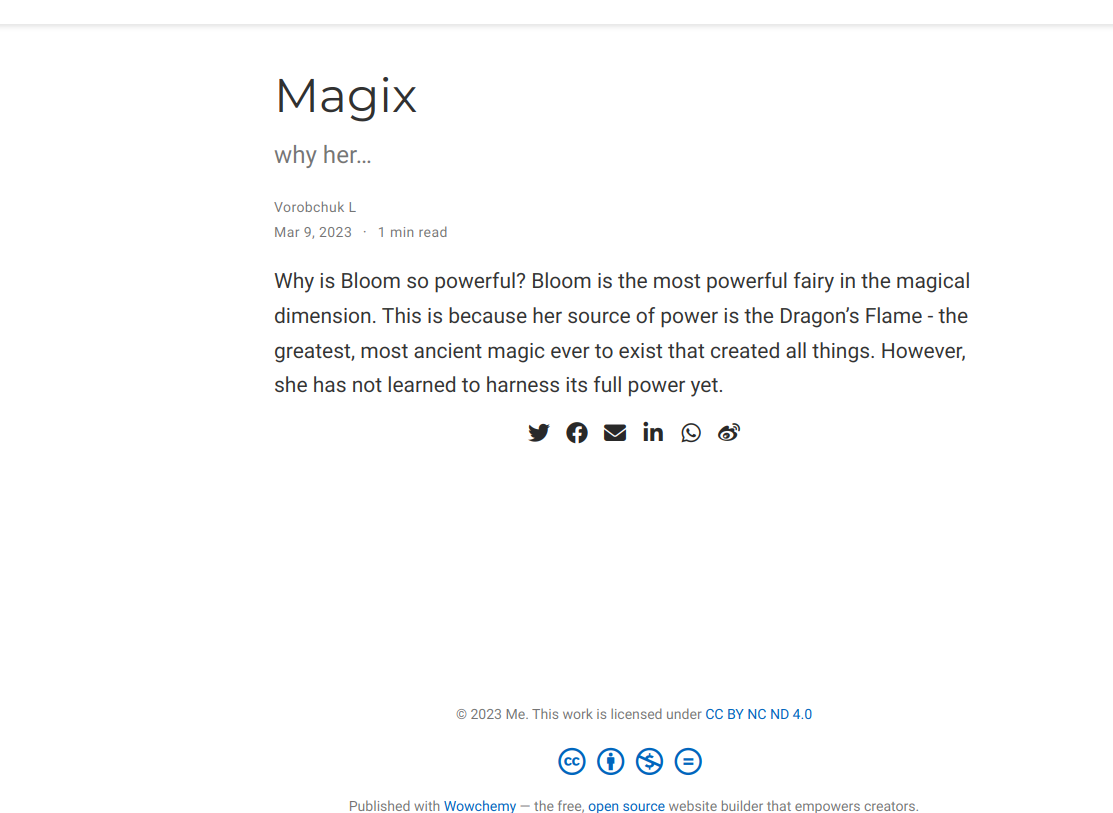 Magix
why her…
Vorobchuk L
Mar 9, 2023 · 1 min read
Why is Bloom so powerful? Bloom is the most powerful fairy in the magical
dimension. This is because her source of power is the Dragon’s Flame - the
greatest, most ancient magic ever to exist that created all things. However,
she has not learned to harness its full power yet.
© 2023 Me. This work is licensed under CC BY NC ND 4.0
Published with Wowchemy — the free, open source website builder that empowers creators.